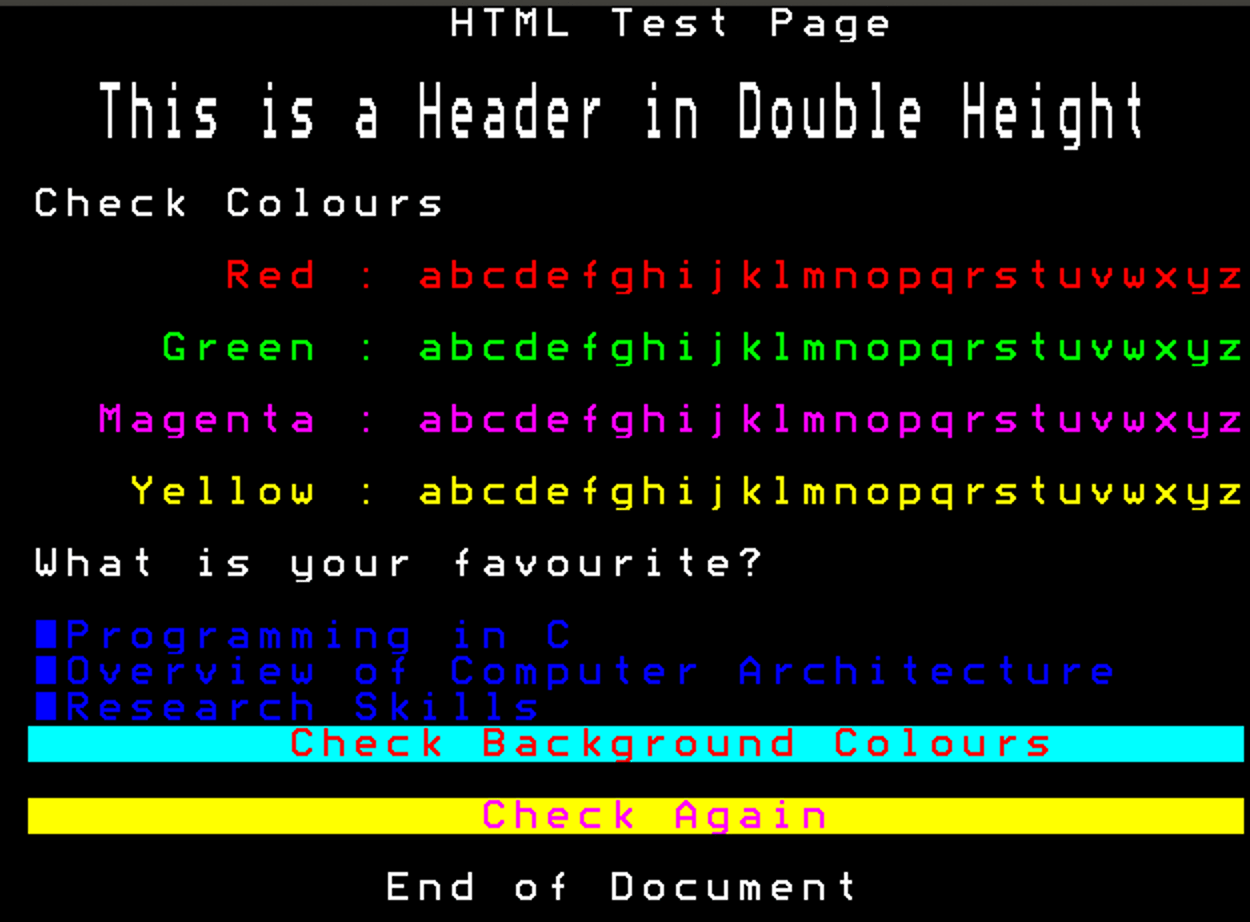 HTML Test Page
This is a Header in Double Height
Check Colours
Red : abcdefghijklmnopqrstuvwxyz
Green : abcdefghijklmnopqrstuvwxyz
Magenta : abcdefghijklmnopqrstuvwxyz
Yellow : abcdefghijklmnopqrstuvwxyz
What is your favourite?
Programming in C
Overview of Computer Architecture
Research Skills
Check Background Colours
Check Again
End of Document